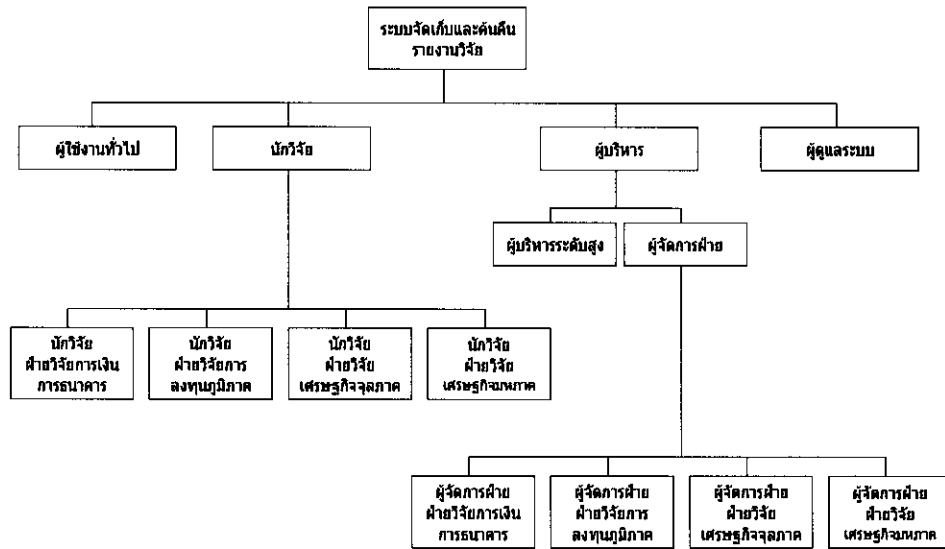 ระบบจัดเก็บและค้นคืน
รายงานวิจัย
ผู้ใช้งานทั่วไป
นักวิจัย
ผู้บริหาร
ผู้ดูแลระบบ
ผู้บริหารระดับสูง
ผู้จัดการฝ่าย
นักวิจัย
ฝ่ายวิจัยการเงิน
การธนาคาร
นักวิจัย
ฝ่ายวิจัยการ
ลงทุนภูมิภาค
นักวิจัย
ฝ่ายวิจัย
เศรษฐกิจจุลภาค
นักวิจัย
ฝ่ายวิจัย
เศรษฐกิจมหภาค
ผู้จัดการฝ่าย
ฝ่ายวิจัยการเงิน
การธนาคาร
ผู้จัดการฝ่าย
ฝ่ายวิจัยการ
ลงทุนภูมิภาค
ผู้จัดการฝ่าย
ฝ่ายวิจัย
เศรษฐกิจจุลภาค
ผู้จัดการฝ่าย
ฝ่ายวิจัย
เศรษฐกิจมหภาค